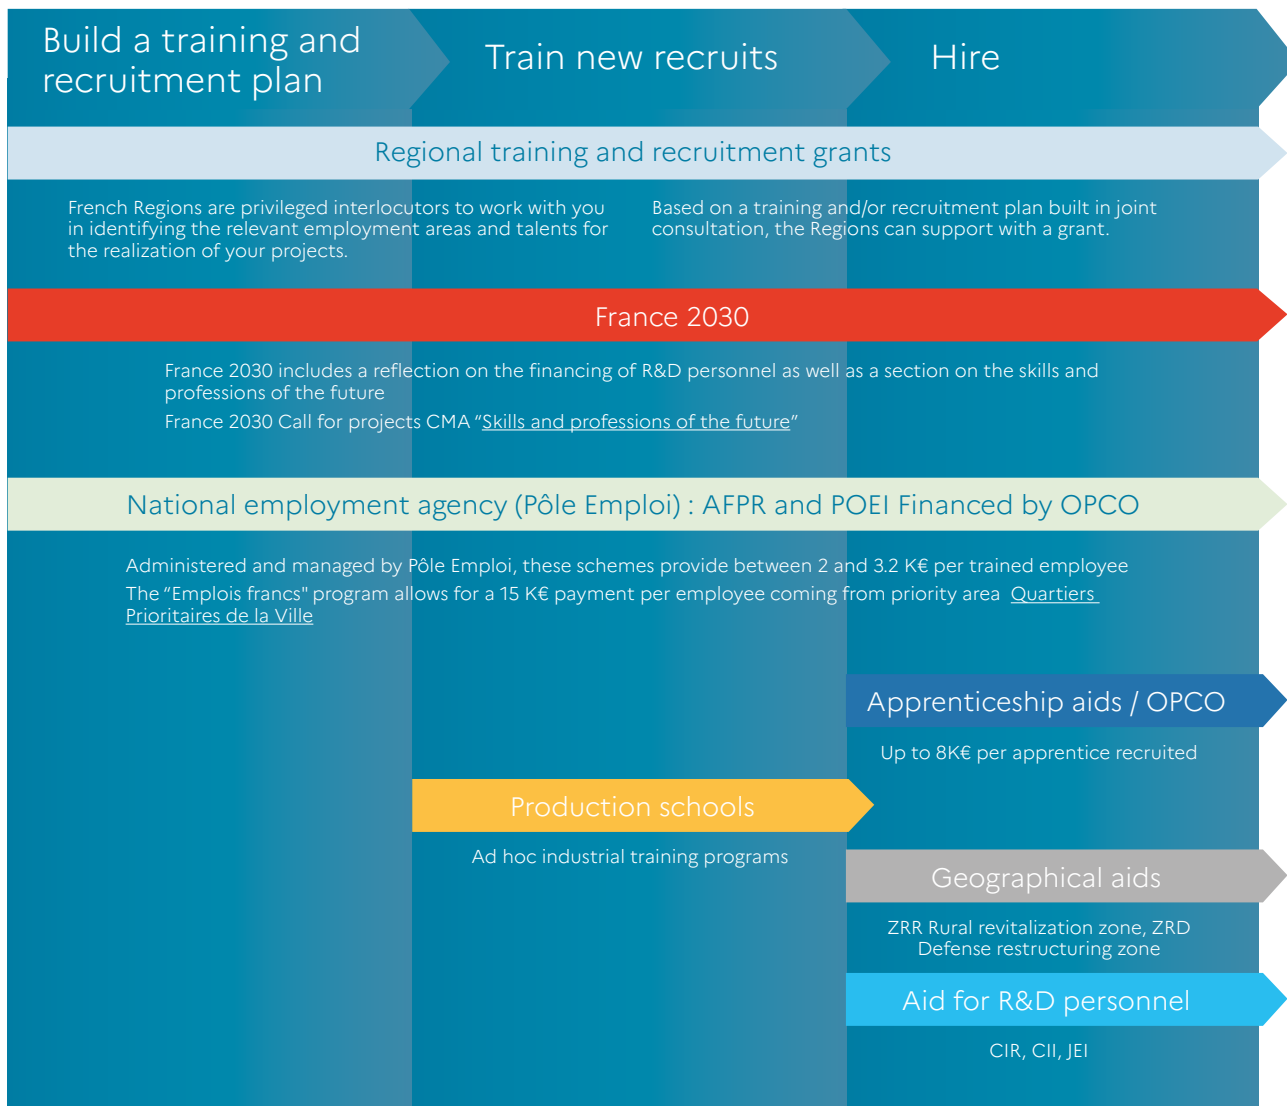 Build a training and
recruitment plan
Train new recruits
Hire
Regional training and recruitment grants
French Regions are privileged interlocutors to work with you
in identifying the relevant employment areas and talents for
the realization of your projects.
Based on a training and/or recruitment plan built in joint
consultation, the Regions can support with a grant.
France 2030
France 2030 includes a reflection on the financing of R&D personnel as well as a section on the skills and
professions of the future
France 2030 Call for projects CMA “Skills and professions of the future”
National employment agency (Pôle Emploi) : AFPR and POEI Financed by OPCO
Administered and managed by Pôle Emploi, these schemes provide between 2 and 3.2 K€ per trained employee
The “Emplois francs" program allows for a 15 K€ payment per employee coming from priority area Quartiers
Prioritaires de la Ville
Apprenticeship aids / OPCO
Up to 8K€ per apprentice recruited
Production schools
Ad hoc industrial training programs
Geographical aids
ZRR Rural revitalization zone, ZRD
Defense restructuring zone
Aid for R&D personnel
CIR, CII, JEI